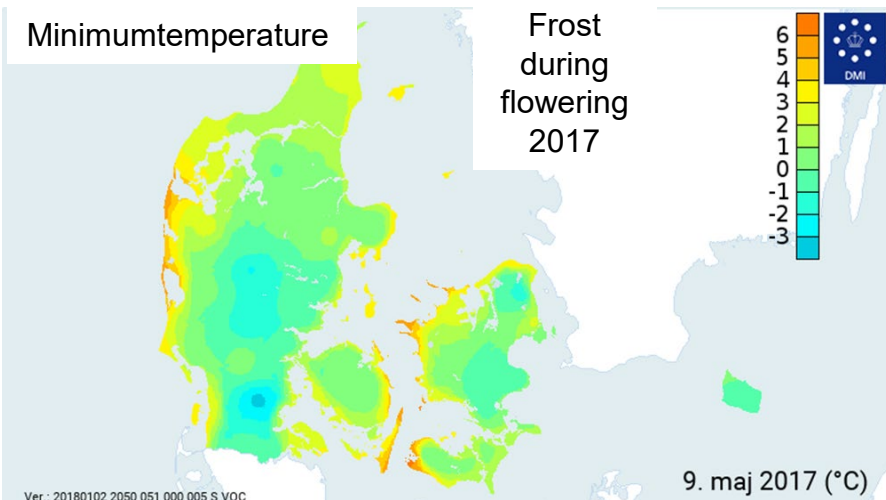 Minimumtemperature
Frost
during
flowering
2017
6
5
4
3
2
1
0
-1
-2
-3
DMI
9. maj 2017 (°C)
Ver.: 20180102 2050 051 000 005 S VOC